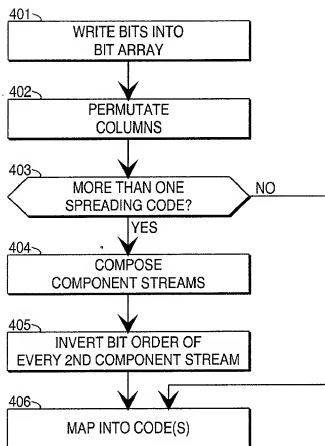 401
WRITE BITS INTO
BIT ARRAY
402
PERMUTATE
COLUMNS
403
MORE THAN ONE
SPREADING CODE?
NO
YES
404
COMPOSE
COMPONENT STREAMS
405
INVERT BIT ORDER OF
EVERY 2ND COMPONENT STREAM
406
MAP INTO CODE(S)